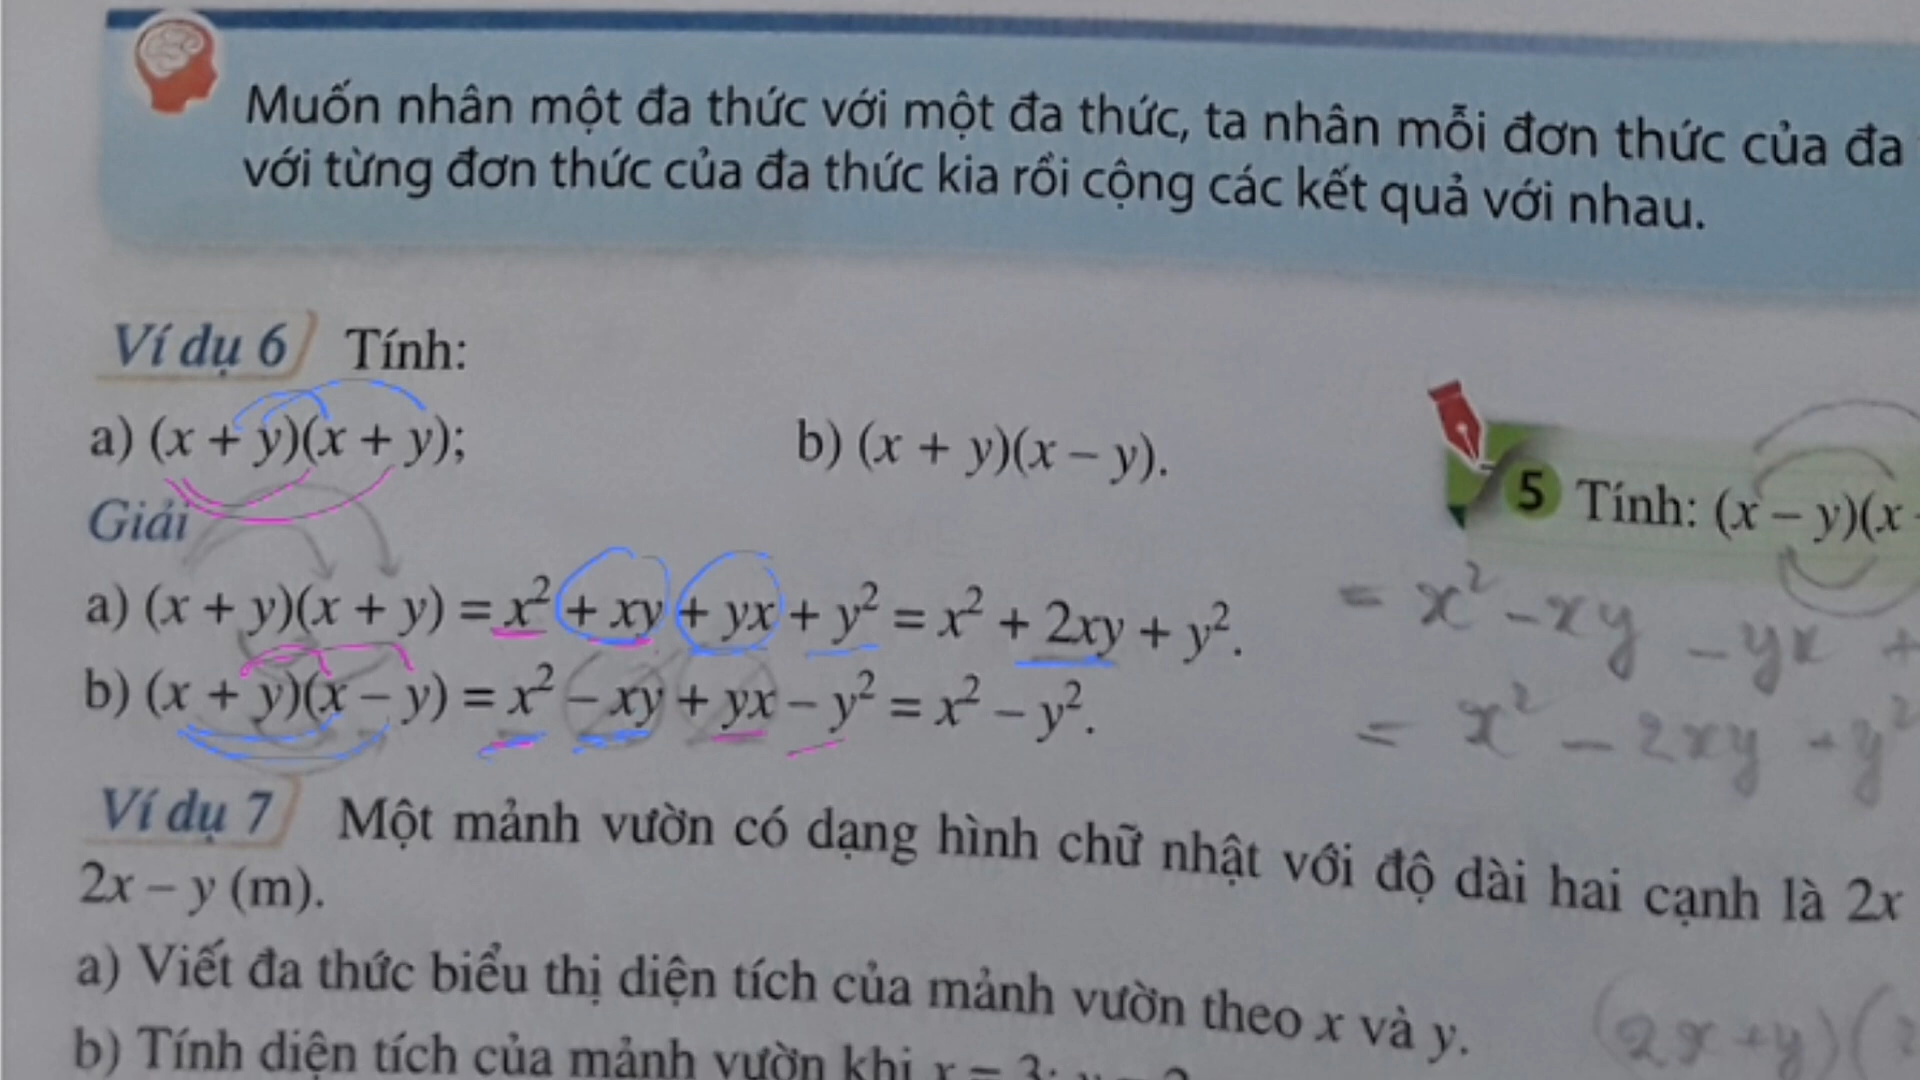 Muốn nhân một đa thức với một đa thức, ta nhân mỗi đơn thức của đa
với từng đơn thức của đa thức kia rồi cộng các kết quả với nhau.
Ví dụ 6 Tính:
a) (x + y)(x + y);
b) (x + y)(x – y).
5 Tính: (x – y)(x
Giải
a) (x + y)(x + y) = x² + xy + yx + y² = x² + 2xy + y².
= x² - xy - yx +
b) (x + y)(x – y) = x² – xy + yx – y² = x² – y².
= x² - 2xy + y²
Ví dụ 7 Một mảnh vườn có dạng hình chữ nhật với độ dài hai cạnh là 2x
2x – y (m).
a) Viết đa thức biểu thị diện tích của mảnh vườn theo x và y.
(2x+y)(
b) Tính diện tích của mảnh vườn khi x = 3;